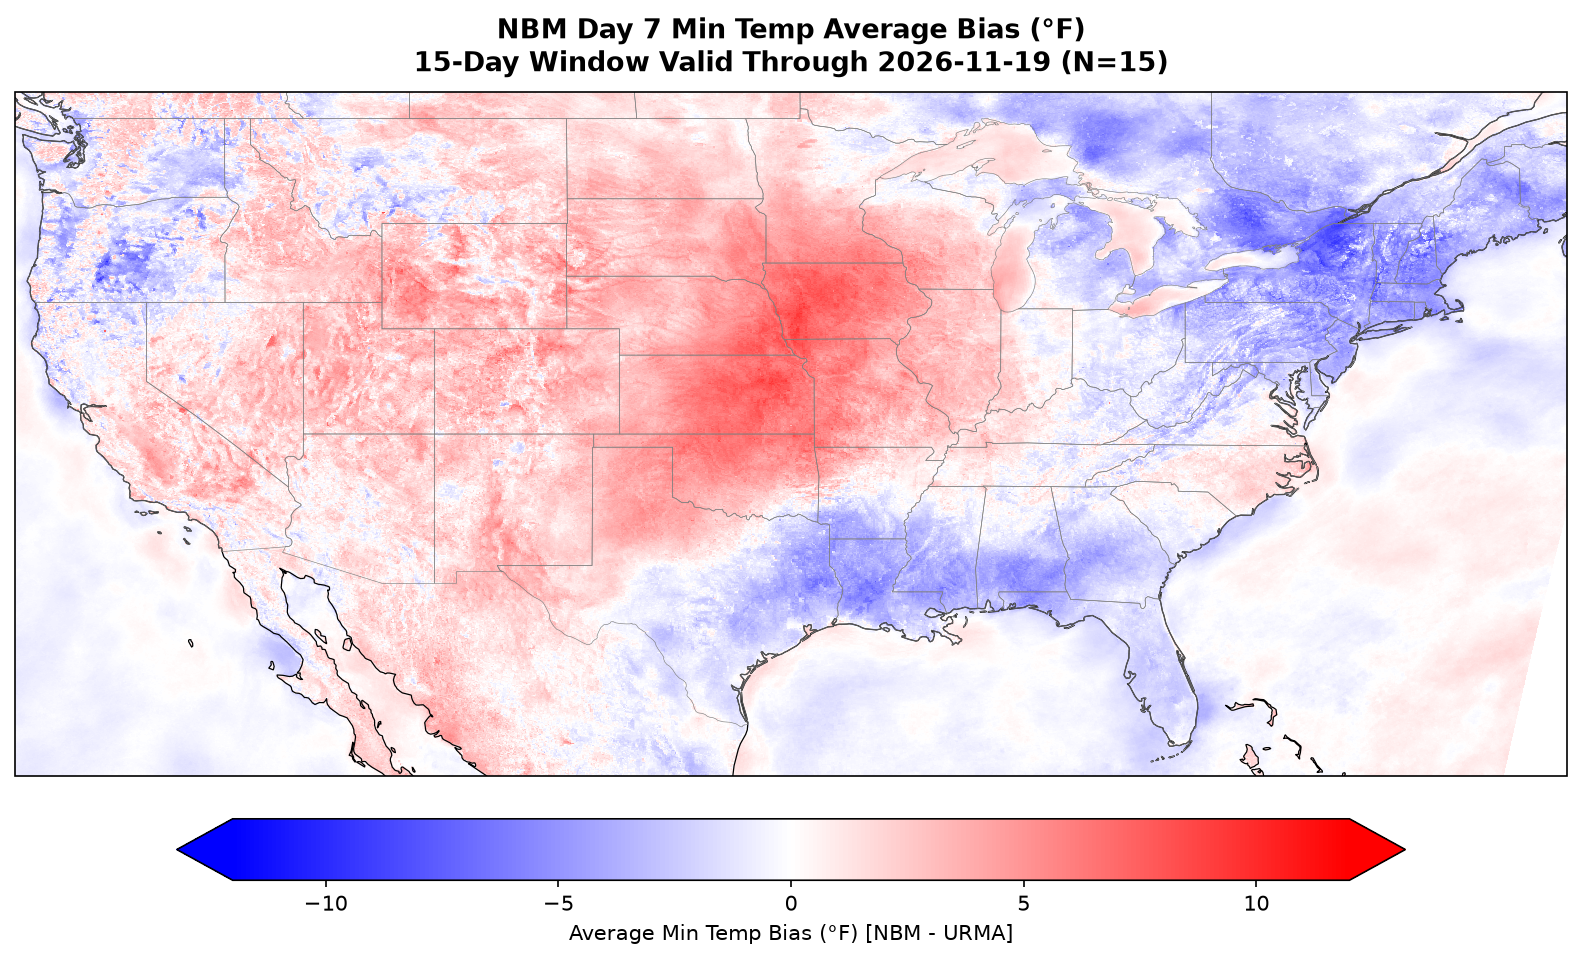 NBM Day 7 Min Temp Average Bias (°F)
15-Day Window Valid Through 2026-11-19 (N=15)
−10 −5 0 5 10
Average Min Temp Bias (°F) [NBM - URMA]